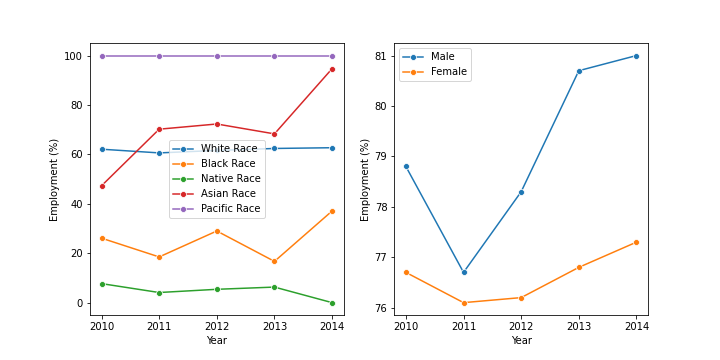 100
80
60
40
20
0
Employment (%)
2010 2011 2012 2013 2014
Year
White Race
Black Race
Native Race
Asian Race
Pacific Race
81
80
79
78
77
76
Employment (%)
2010 2011 2012 2013 2014
Year
Male
Female